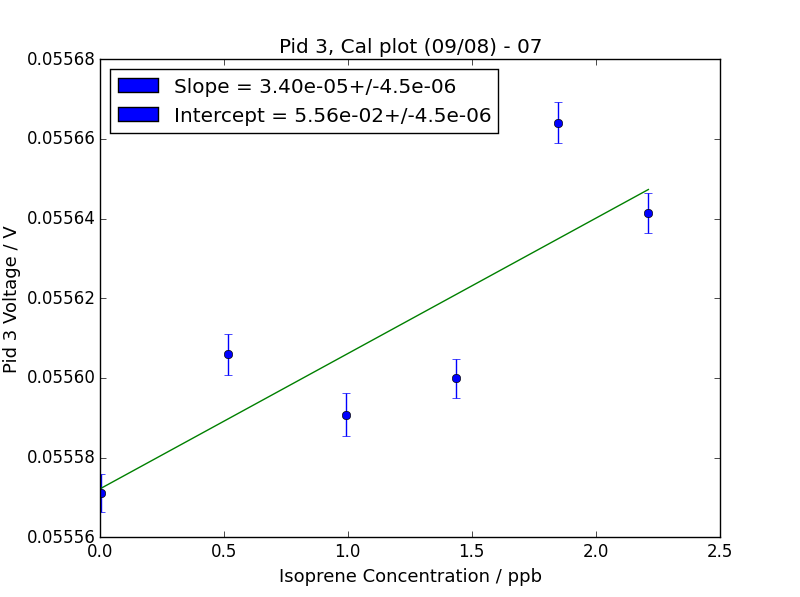 Pid 3, Cal plot (09/08) - 07
Slope = 3.40e-05+/-4.5e-06
Intercept = 5.56e-02+/-4.5e-06
0.05568
0.05566
0.05564
0.05562
0.05560
0.05558
0.05556
Pid 3 Voltage / V
0.0 0.5 1.0 1.5 2.0 2.5
Isoprene Concentration / ppb